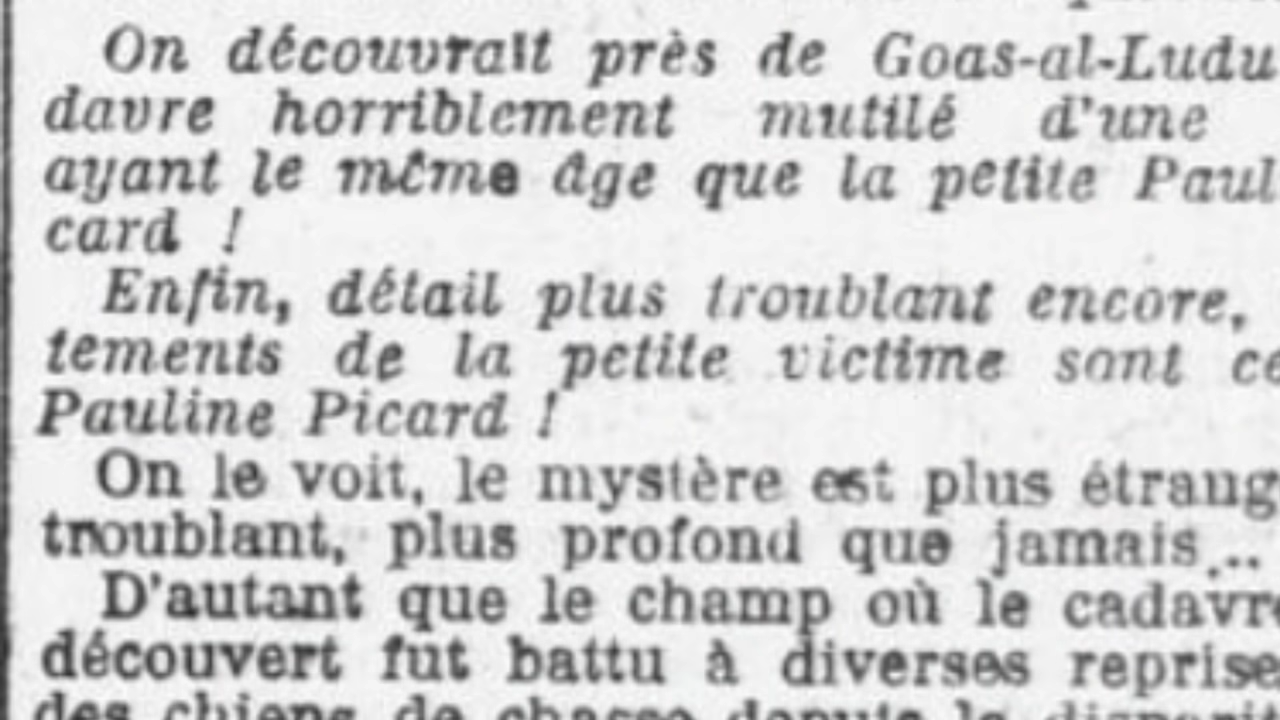 On découvrait près de Goas-al-Ludu
davre horriblement mutilé d'une
ayant le même âge que la petite Paul
card !
Enfin, détail plus troublant encore,
tements de la petite victime sont ce
Pauline Picard !
On le voit, le mystère est plus étrang
troublant, plus profond que jamais...
D'autant que le champ où le cadavre
découvert fut battu à diverses reprise
des chiens de chasse depuis la disparit